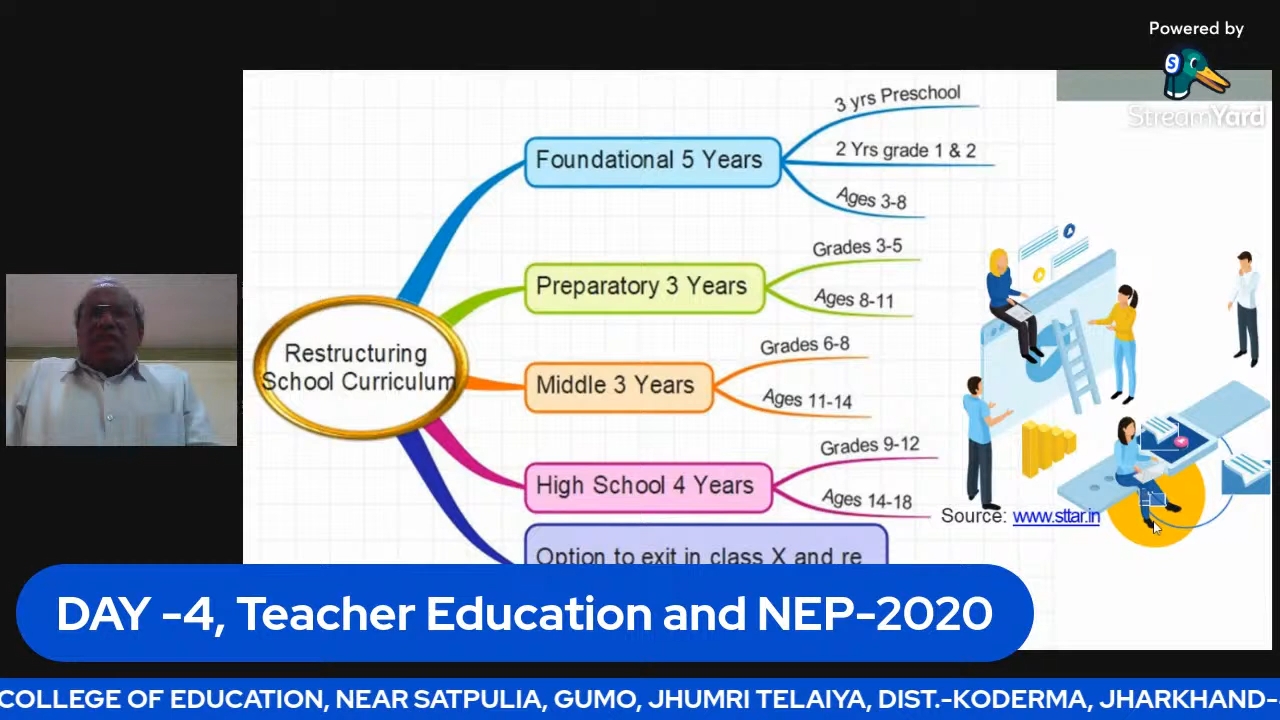 Powered by
S
StreamYard
3 yrs Preschool
Foundational 5 Years
2 Yrs grade 1 & 2
Ages 3-8
Grades 3-5
Preparatory 3 Years
Ages 8-11
Restructuring
School Curriculum
Grades 6-8
Middle 3 Years
Ages 11-14
Grades 9-12
High School 4 Years
Ages 14-18
Source: www.sttar.in
Option to exit in class X and re
DAY -4, Teacher Education and NEP-2020
COLLEGE OF EDUCATION, NEAR SATPULIA, GUMO, JHUMRI TELAIYA, DIST.-KODERMA, JHARKHAND-